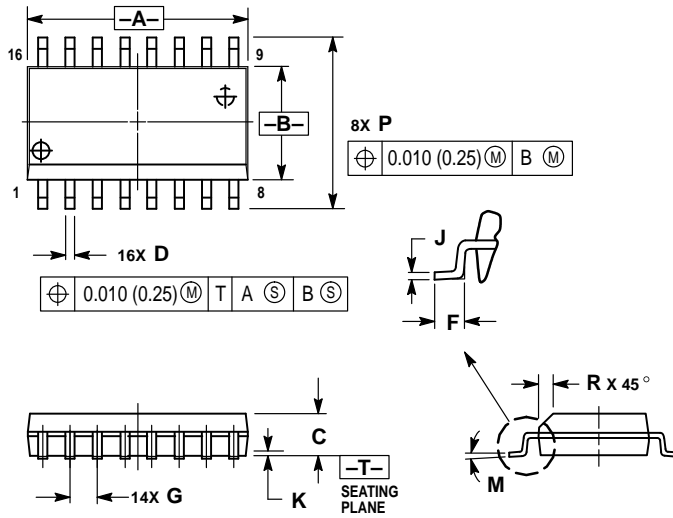 –A–
16 9
–B–
1 8
8X P
⌖ 0.010 (0.25) Ⓜ B Ⓜ
16X D
⌖ 0.010 (0.25) Ⓜ T A Ⓢ B Ⓢ
J
F
R X 45°
C
K
–T–
SEATING
PLANE
14X G
M